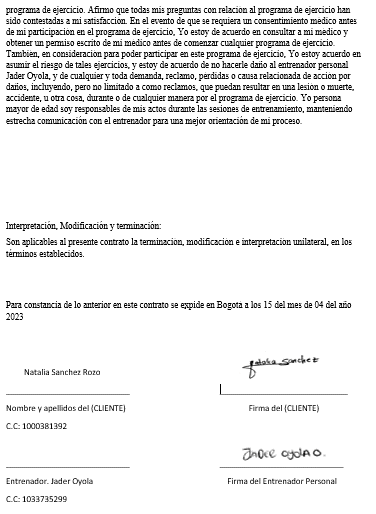 programa de ejercicio. Afirmo que todas mis preguntas con relacion al programa de ejercicio han
sido contestadas a mi satisfaccion. En el evento de que se requiera un consentimiento medico antes
de mi participacion en el programa de ejercicio, Yo estoy de acuerdo en consultar a mi medico y
obtener un permiso escrito de mi medico antes de comenzar cualquier programa de ejercicio.
Tambien, en consideracion para poder participar en este programa de ejercicio, Yo estoy de acuerdo en
asumir el riesgo de tales ejercicios, y estoy de acuerdo de no hacerle daño al entrenador personal
Jader Oyola, y de cualquier y toda demanda, reclamo, perdidas o causa relacionada de accion por
daños, incluyendo, pero no limitado a como reclamos, que puedan resultar en una lesión o muerte,
accidente, u otra cosa, durante o de cualquier manera por el programa de ejercicio. Yo persona
mayor de edad soy responsables de mis actos durante las sesiones de entrenamiento, manteniendo
estrecha comunicación con el entrenador para una mejor orientación de mi proceso.
Interpretación, Modificación y terminación:
Son aplicables al presente contrato la terminacion, modificacion e interpretacion unilateral, en los
términos establecidos.
Para constancia de lo anterior en este contrato se expide en Bogota a los 15 del mes de 04 del año
2023
Natalia Sanchez Rozo
Natalia Sanchez
Nombre y apellidos del (CLIENTE)
Firma del (CLIENTE)
C.C: 1000381392
JADER OYOLA O.
Entrenador. Jader Oyola
Firma del Entrenador Personal
C.C: 1033735299